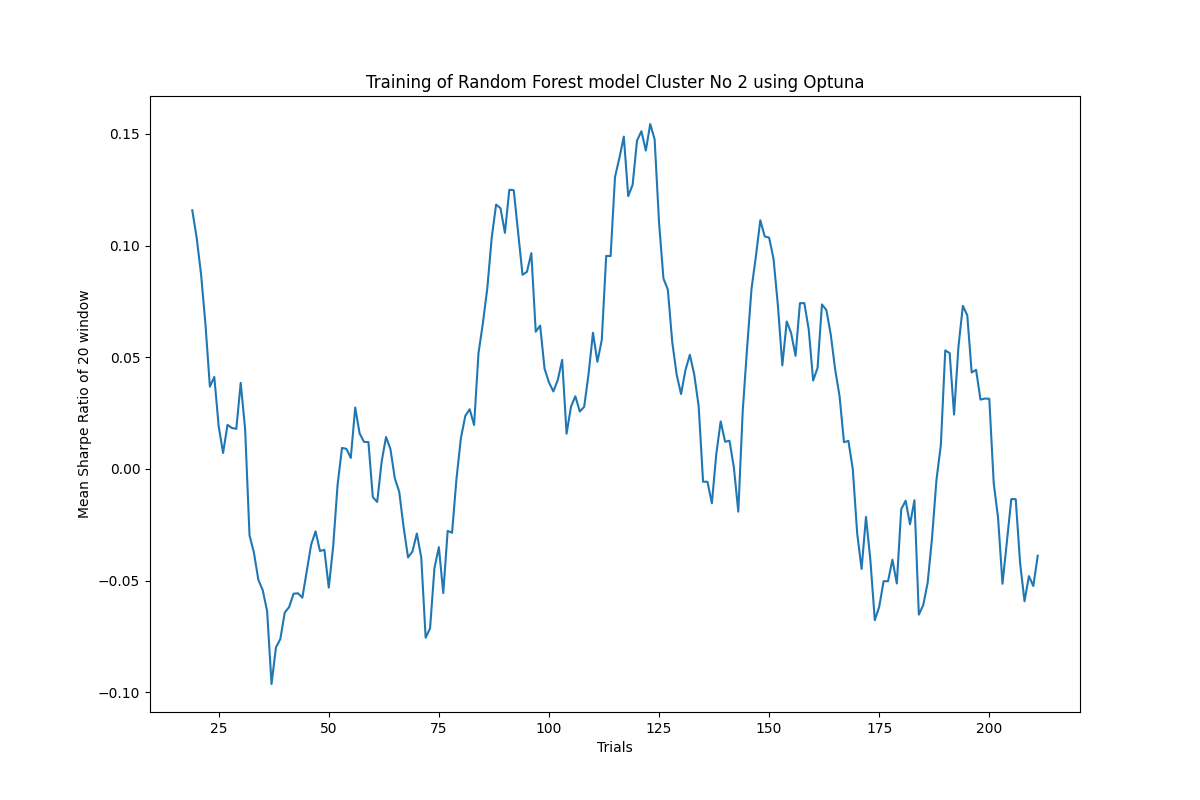 Training of Random Forest model Cluster No 2 using Optuna
0.15
0.10
0.05
0.00
−0.05
−0.10
Mean Sharpe Ratio of 20 window
25 50 75 100 125 150 175 200
Trials